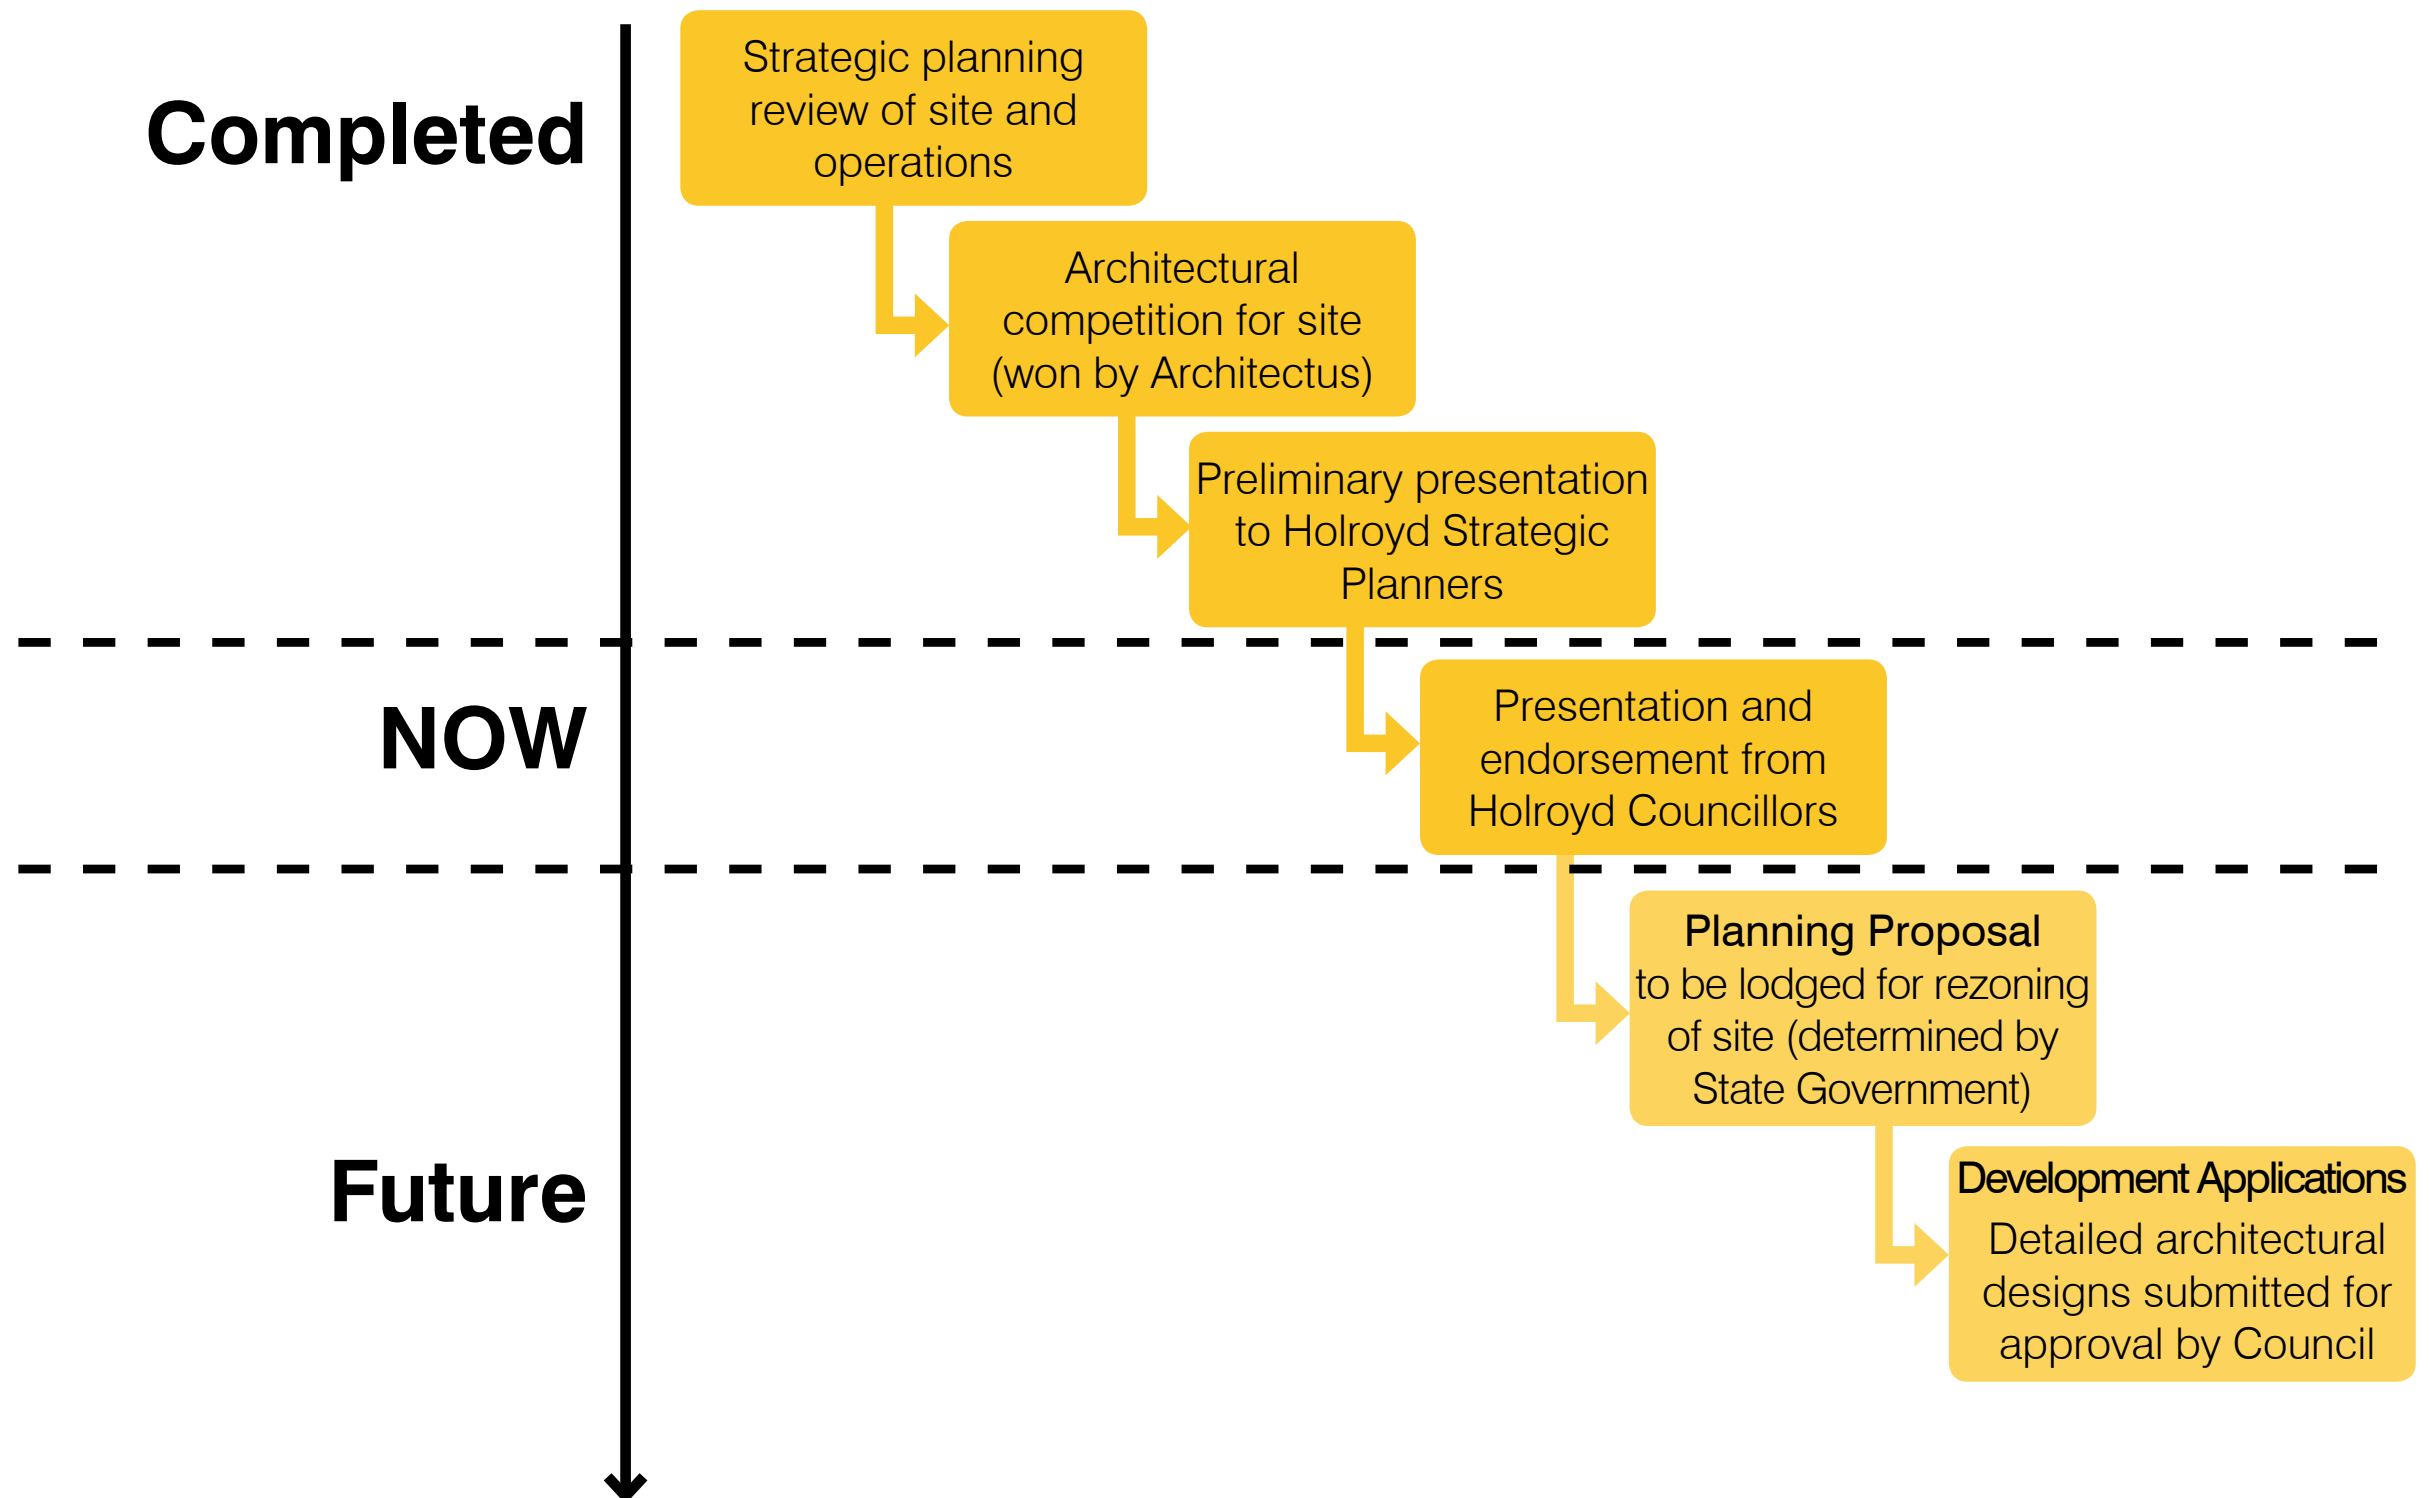 Completed
Strategic planning
review of site and
operations
Architectural
competition for site
(won by Architectus)
Preliminary presentation
to Holroyd Strategic
Planners
NOW
Presentation and
endorsement from
Holroyd Councillors
Future
Planning Proposal
to be lodged for rezoning
of site (determined by
State Government)
Development Applications
Detailed architectural
designs submitted for
approval by Council